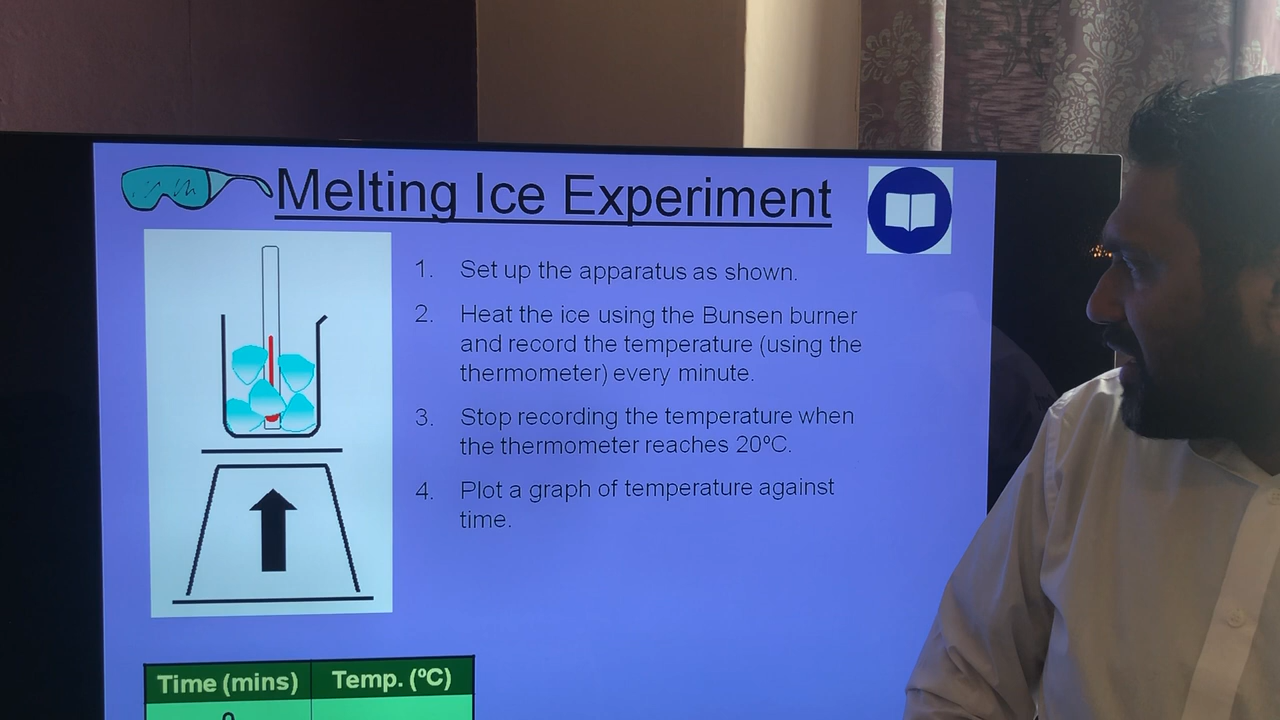 Melting Ice Experiment
1. Set up the apparatus as shown.
2. Heat the ice using the Bunsen burner
and record the temperature (using the
thermometer) every minute.
3. Stop recording the temperature when
the thermometer reaches 20ºC.
4. Plot a graph of temperature against
time.
Time (mins) Temp. (ºC)